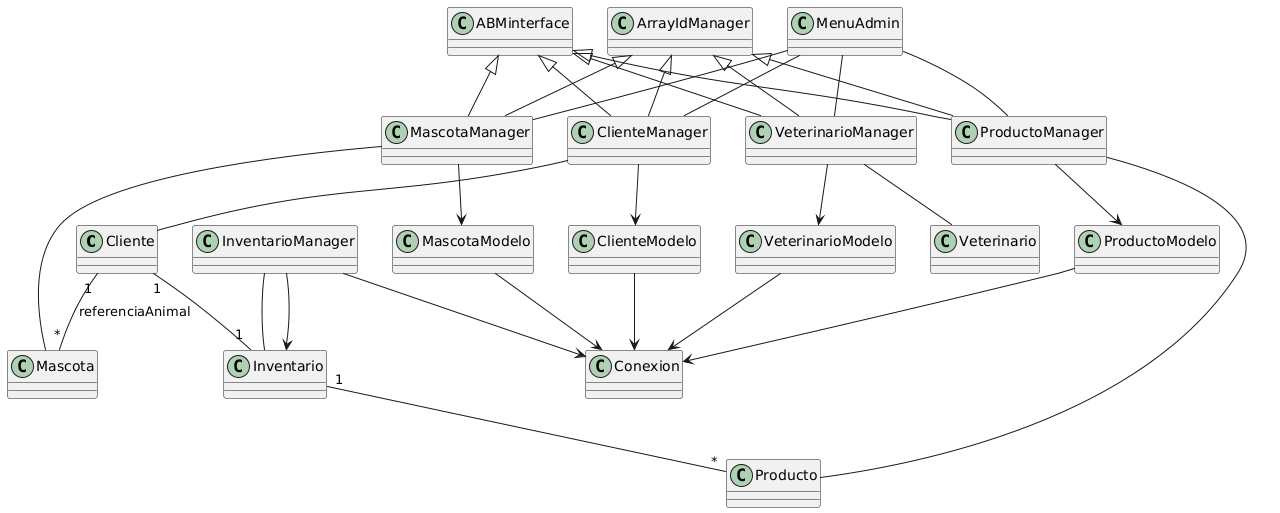 C ABMinterface
C ArrayIdManager
C MenuAdmin
C MascotaManager
C ClienteManager
C VeterinarioManager
C ProductoManager
C Cliente
C InventarioManager
C MascotaModelo
C ClienteModelo
C VeterinarioModelo
C Veterinario
C ProductoModelo
1
1
referenciaAnimal
*
1
C Mascota
C Inventario
C Conexion
1
*
C Producto